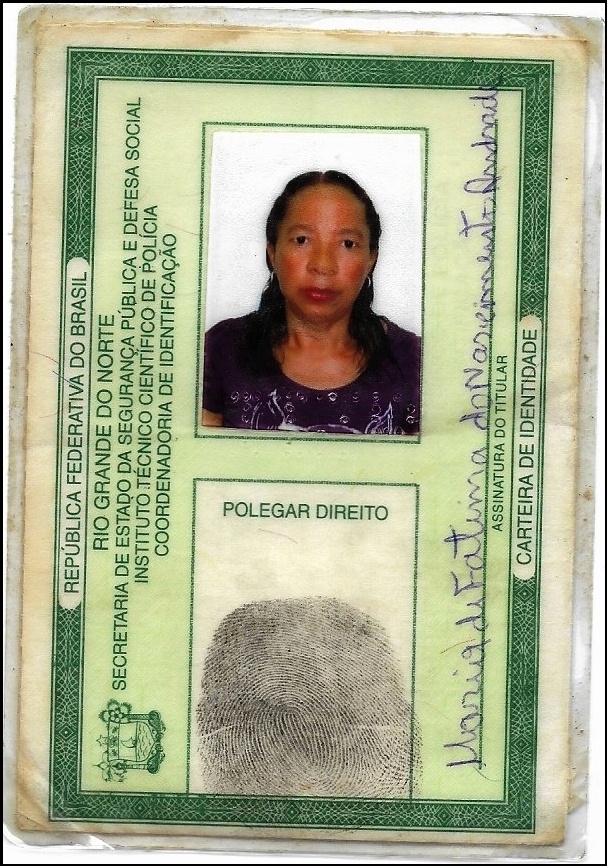 REPÚBLICA FEDERATIVA DO BRASIL
RIO GRANDE DO NORTE
SECRETARIA DE ESTADO DA SEGURANÇA PÚBLICA E DEFESA SOCIAL
INSTITUTO TÉCNICO CIENTÍFICO DE POLÍCIA
COORDENADORIA DE IDENTIFICAÇÃO
POLEGAR DIREITO
Maria de Fatima do Nascimento Andrade
ASSINATURA DO TITULAR
CARTEIRA DE IDENTIDADE